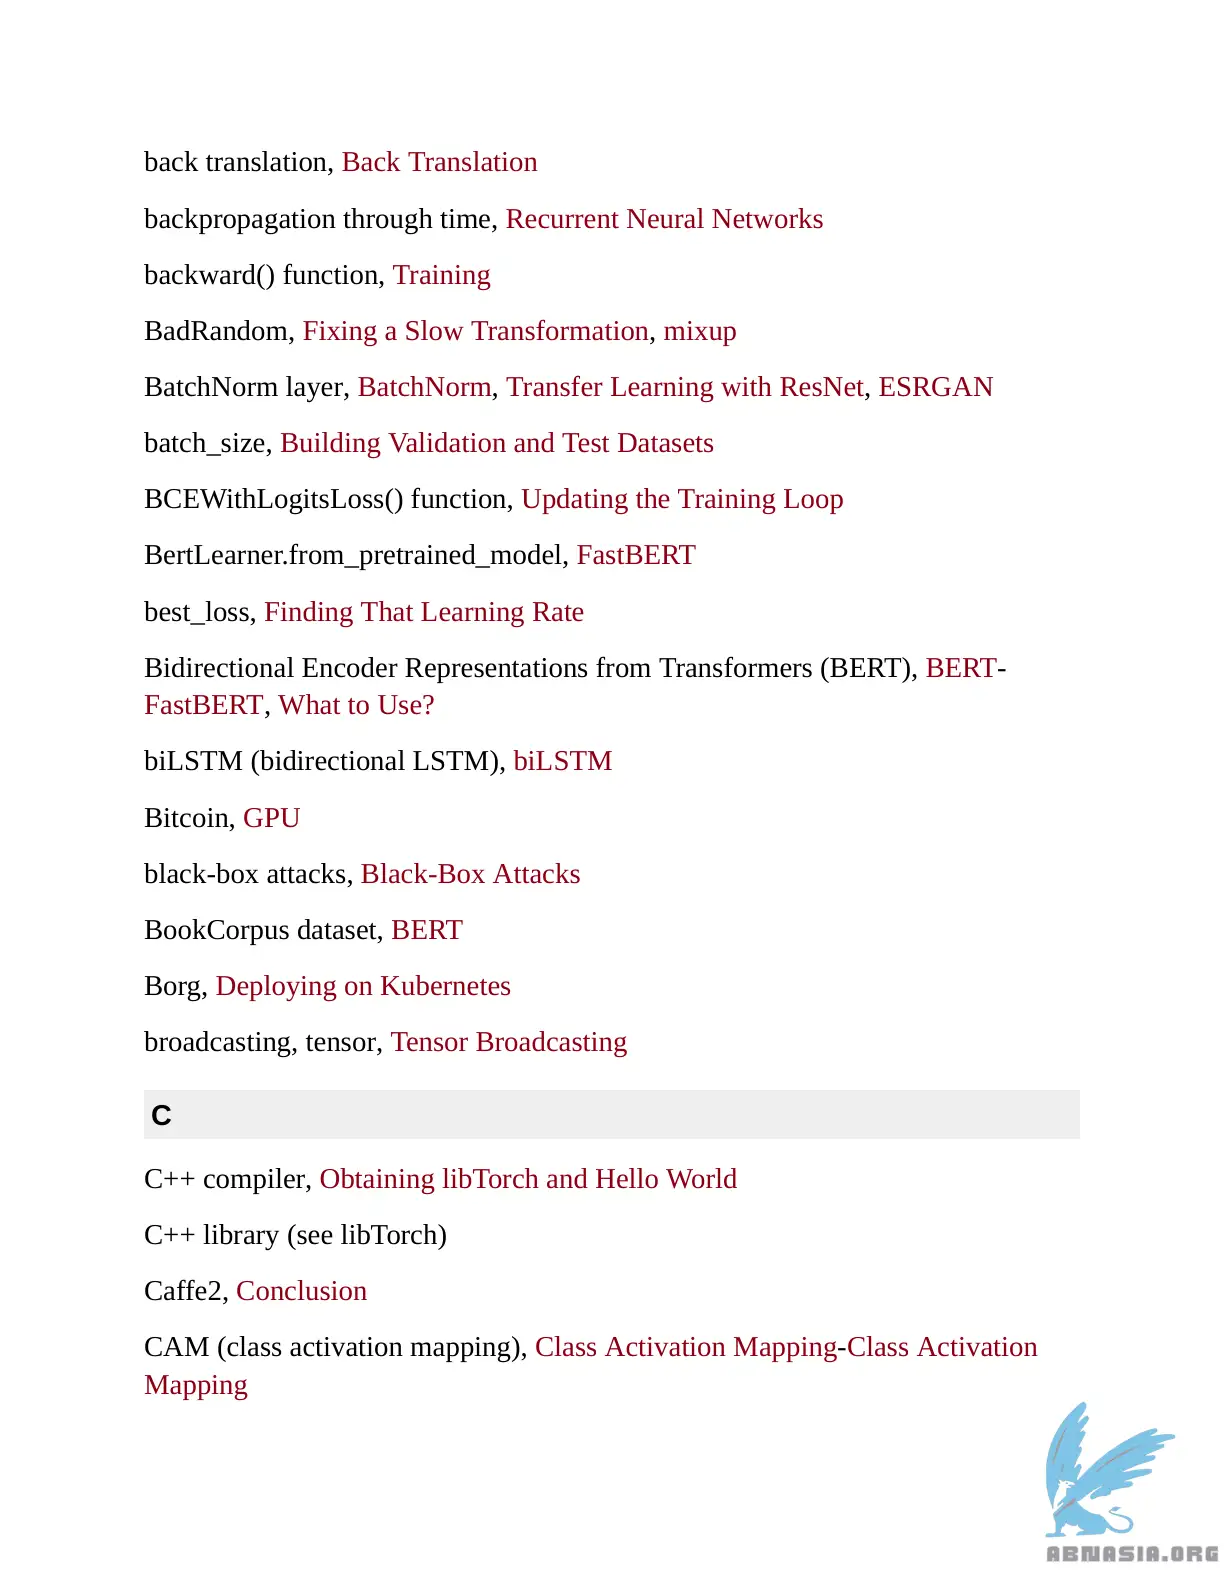 back translation, Back Translation
backpropagation through time, Recurrent Neural Networks
backward() function, Training
BadRandom, Fixing a Slow Transformation, mixup
BatchNorm layer, BatchNorm, Transfer Learning with ResNet, ESRGAN
batch_size, Building Validation and Test Datasets
BCEWithLogitsLoss() function, Updating the Training Loop
BertLearner.from_pretrained_model, FastBERT
best_loss, Finding That Learning Rate
Bidirectional Encoder Representations from Transformers (BERT), BERT-
FastBERT, What to Use?
biLSTM (bidirectional LSTM), biLSTM
Bitcoin, GPU
black-box attacks, Black-Box Attacks
BookCorpus dataset, BERT
Borg, Deploying on Kubernetes
broadcasting, tensor, Tensor Broadcasting
C
C++ compiler, Obtaining libTorch and Hello World
C++ library (see libTorch)
Caffe2, Conclusion
CAM (class activation mapping), Class Activation Mapping-Class Activation
Mapping
ABNASIA.ORG